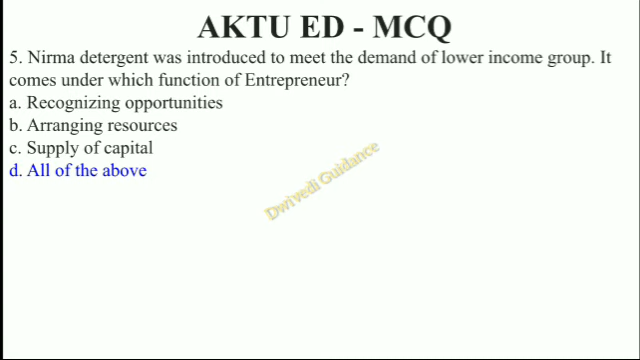 AKTU ED - MCQ
5. Nirma detergent was introduced to meet the demand of lower income group. It
comes under which function of Entrepreneur?
a. Recognizing opportunities
b. Arranging resources
c. Supply of capital
d. All of the above
Dwivedi Guidance